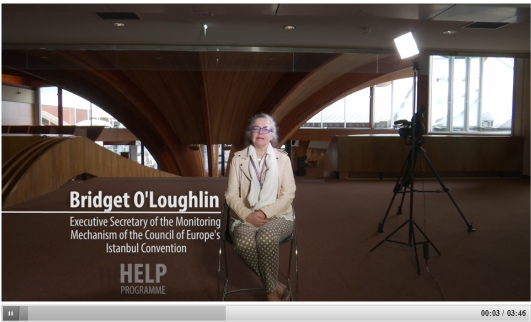 Bridget O'Loughlin
Executive Secretary of the Monitoring
Mechanism of the Council of Europe's
Istanbul Convention
HELP
PROGRAMME
00:03 / 03:46